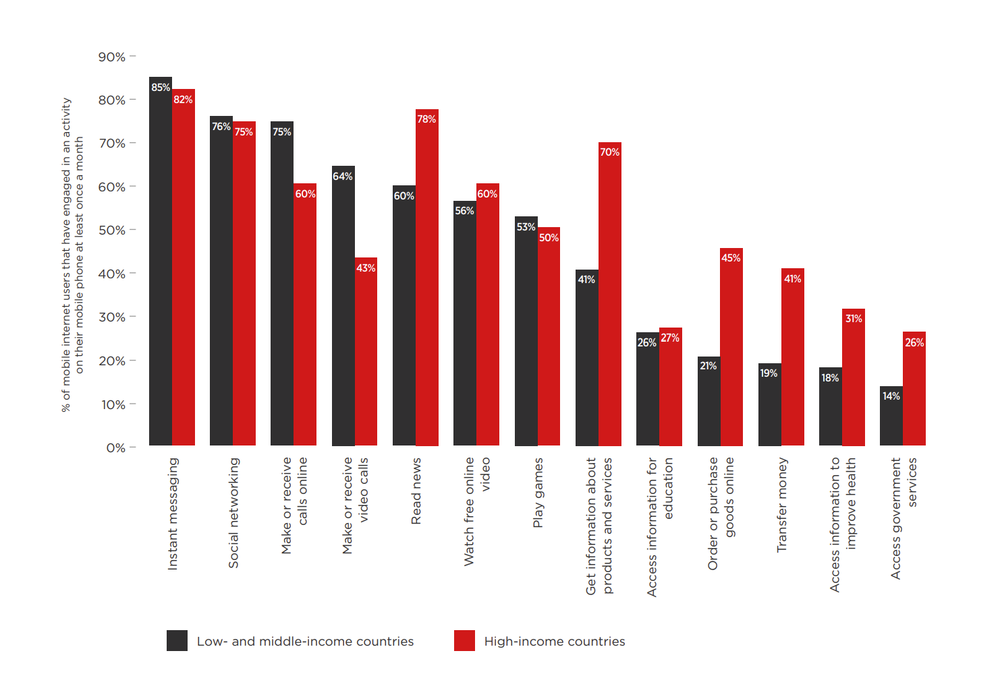 % of mobile internet users that have engaged in an activity
on their mobile phone at least once a month
90%
80%
70%
60%
50%
40%
30%
20%
10%
0%
85%
82%
76%
75%
75%
60%
64%
43%
60%
78%
56%
60%
53%
50%
41%
70%
26%
27%
21%
45%
19%
41%
18%
31%
14%
26%
Instant messaging
Social networking
Make or receive
calls online
Make or receive
video calls
Read news
Watch free online
video
Play games
Get information about
products and services
Access information for
education
Order or purchase
goods online
Transfer money
Access information to
improve health
Access government
services
Low- and middle-income countries
High-income countries